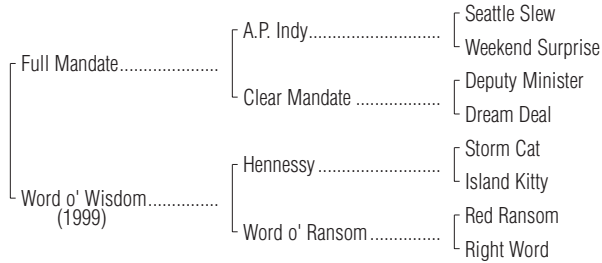 Seattle Slew
A.P. Indy
Weekend Surprise
Full Mandate
Deputy Minister
Clear Mandate
Dream Deal
Storm Cat
Hennessy
Island Kitty
Word o' Wisdom
(1999)
Red Ransom
Word o' Ransom
Right Word